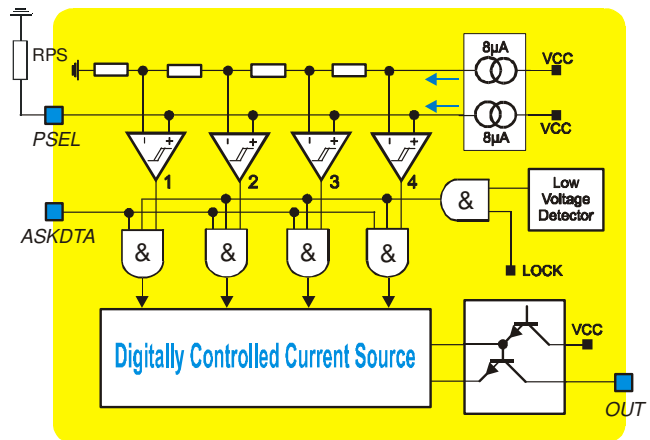 8µA
RPS
VCC
VCC
8µA
PSEL
- +
- +
- +
- +
1
2
3
4
Low
Voltage
Detector
&
ASKDTA
&
&
&
&
LOCK
Digitally Controlled Current Source
VCC
OUT